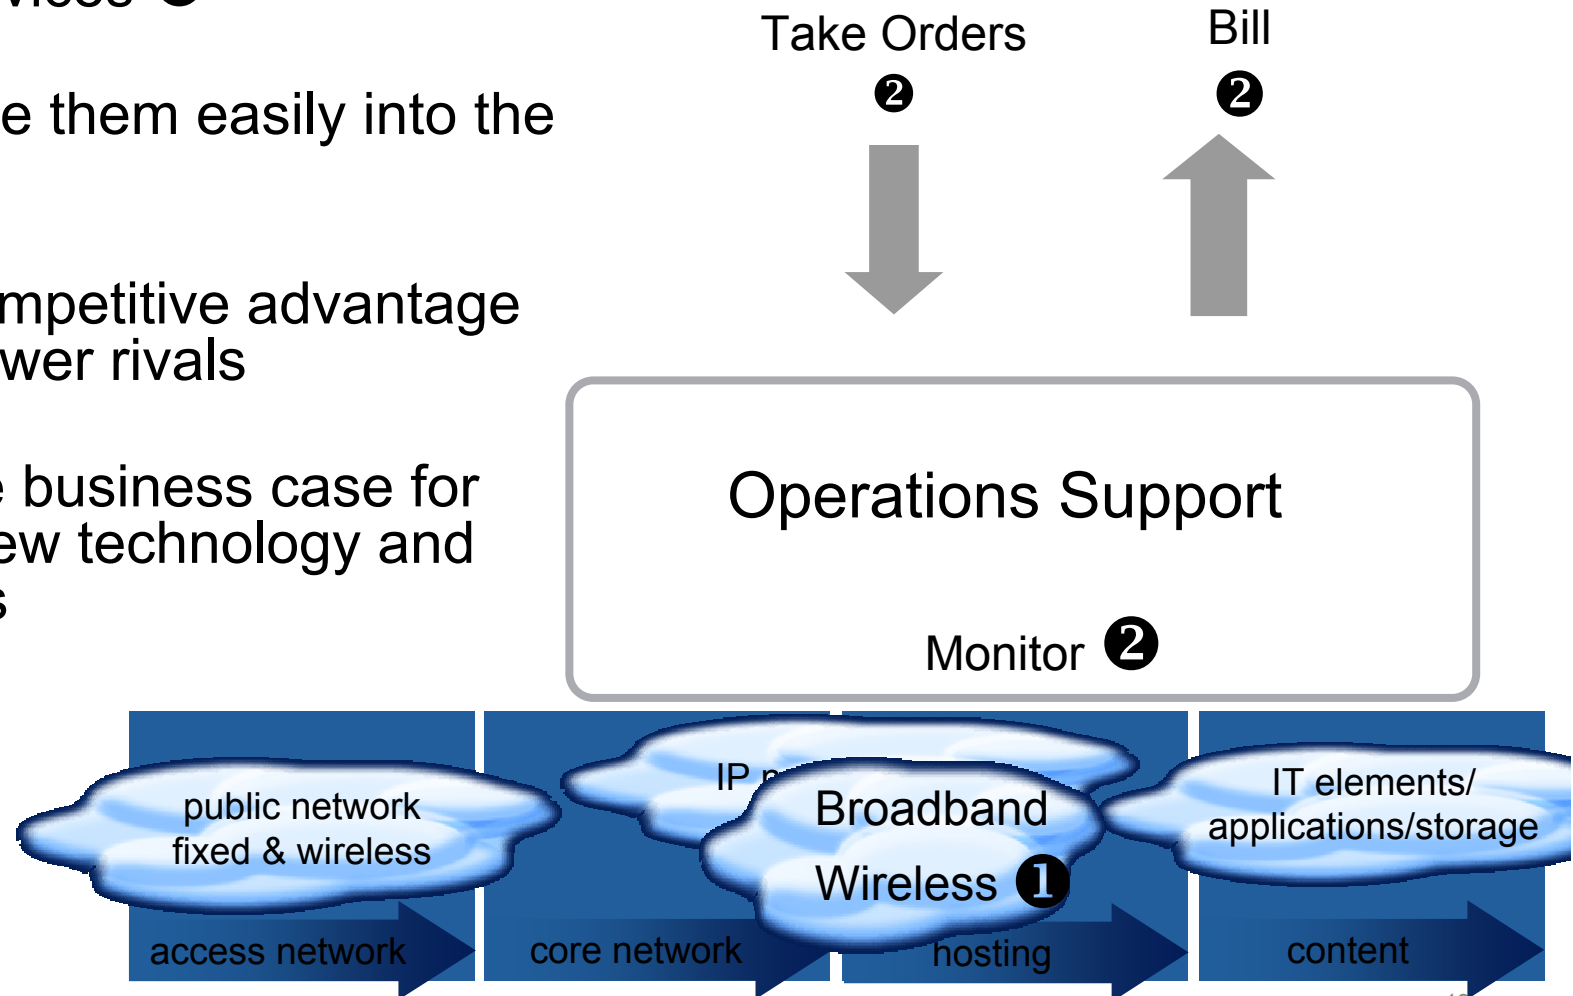 Take Orders
Bill
❷
❷
e them easily into the
mpetitive advantage
wer rivals
business case for
ew technology and
s
Operations Support
Monitor ❷
IP
public network
fixed & wireless
Broadband
Wireless ❶
IT elements/
applications/storage
access network
core network
hosting
content